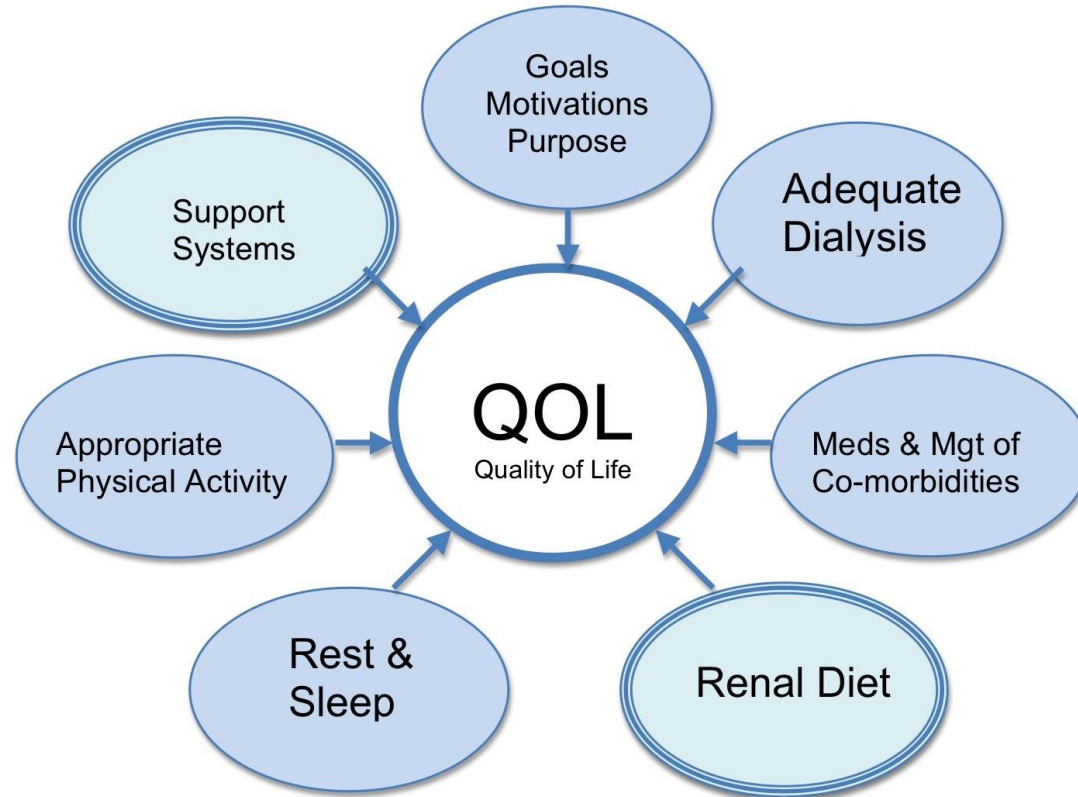 Goals
Motivations
Purpose
Adequate
Dialysis
Support
Systems
QOL
Quality of Life
Appropriate
Physical Activity
Meds & Mgt of
Co-morbidities
Rest &
Sleep
Renal Diet